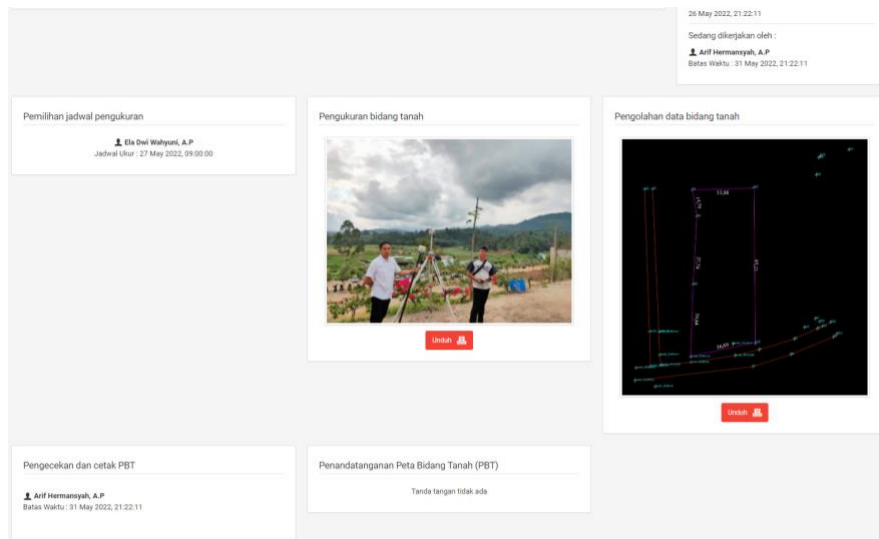 26 May 2022, 21:22:11
Sedang dikerjakan oleh :
Arif Hermansyah, A.P
Batas Waktu : 31 May 2022, 21:22:11
Pemilihan jadwal pengukuran
Ela Dwi Wahyuni, A.P
Jadwal Ukur : 27 May 2022, 09:00:00
Pengukuran bidang tanah
Unduh
Pengolahan data bidang tanah
Unduh
Pengecekan dan cetak PBT
Arif Hermansyah, A.P
Batas Waktu : 31 May 2022, 21:22:11
Penandatanganan Peta Bidang Tanah (PBT)
Tanda tangan tidak ada